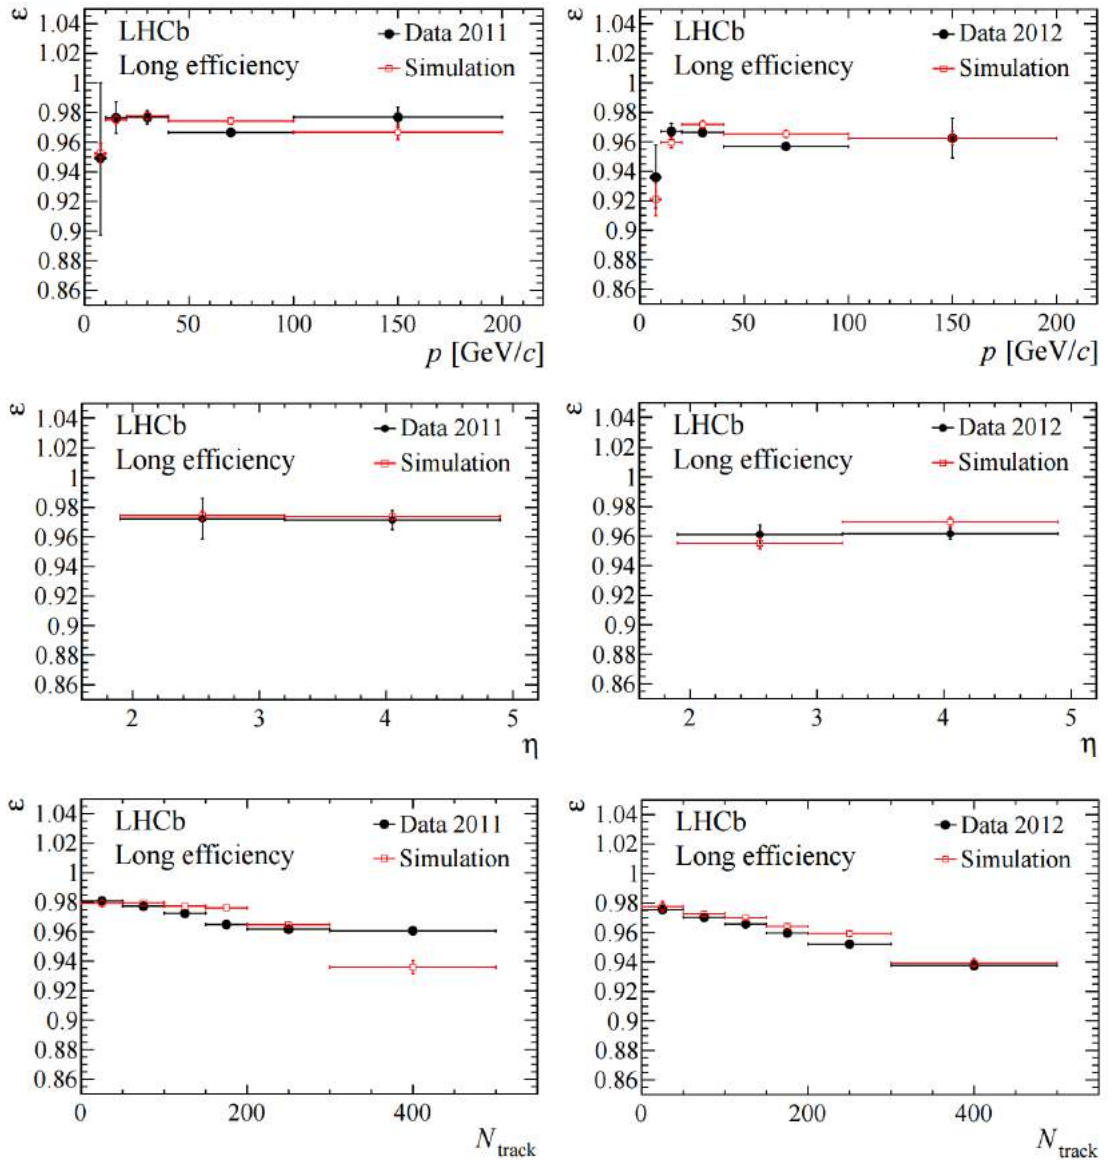 ε
1.04
1.02
1
0.98
0.96
0.94
0.92
0.9
0.88
0.86
LHCb
Long efficiency
Data 2011
Simulation
0 50 100 150 200
p [GeV/c]
ε
1.04
1.02
1
0.98
0.96
0.94
0.92
0.9
0.88
0.86
LHCb
Long efficiency
Data 2012
Simulation
0 50 100 150 200
p [GeV/c]
ε
1.04
1.02
1
0.98
0.96
0.94
0.92
0.9
0.88
0.86
LHCb
Long efficiency
Data 2011
Simulation
2 3 4 5
η
ε
1.04
1.02
1
0.98
0.96
0.94
0.92
0.9
0.88
0.86
LHCb
Long efficiency
Data 2012
Simulation
2 3 4 5
η
ε
1.04
1.02
1
0.98
0.96
0.94
0.92
0.9
0.88
0.86
LHCb
Long efficiency
Data 2011
Simulation
0 200 400
N track
ε
1.04
1.02
1
0.98
0.96
0.94
0.92
0.9
0.88
0.86
LHCb
Long efficiency
Data 2012
Simulation
0 200 400
N track